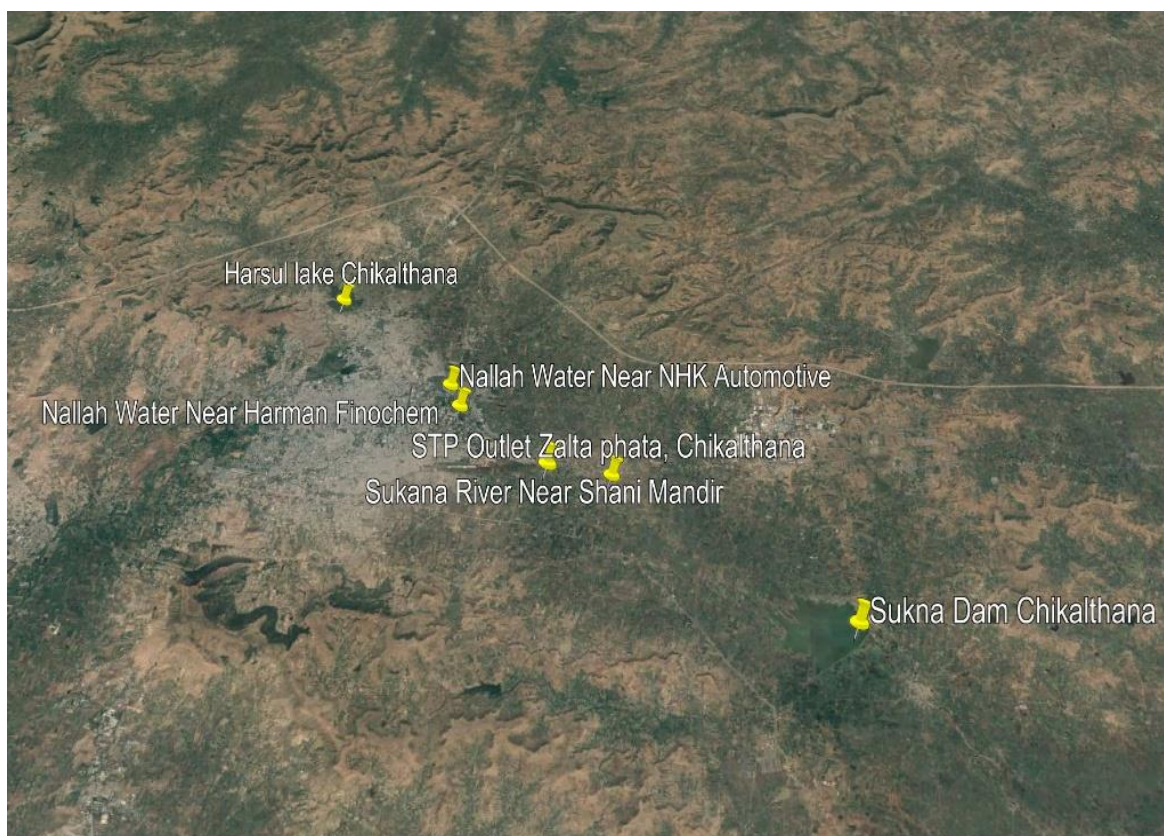 Harsul lake Chikalthana
Nallah Water Near NHK Automotive
Nallah Water Near Harman Finochem
STP Outlet Zalta phata, Chikalthana
Sukana River Near Shani Mandir
Sukna Dam Chikalthana